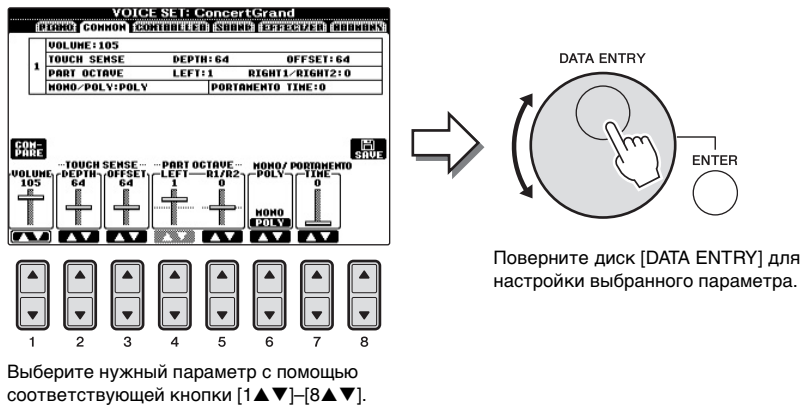 VOICE SET: ConcertGrand
PIANO COMMON CONTROLLER SOUND EFFECT/EQ HARMONY
1
VOLUME:105
TOUCH SENSE DEPTH:64 OFFSET:64
PART OCTAVE LEFT:1 RIGHT1/RIGHT2:0
MONO/POLY:POLY PORTAMENTO TIME:0
COM-
PARE
SAVE
TOUCH SENSE PART OCTAVE MONO/ PORTAMENTO
VOLUME DEPTH OFFSET LEFT R1/R2 POLY TIME
105 64 64 1 0 0
MONO
POLY
1 2 3 4 5 6 7 8
Выберите нужный параметр с помощью
соответствующей кнопки [1▲▼]–[8▲▼].
DATA ENTRY
ENTER
Поверните диск [DATA ENTRY] для
настройки выбранного параметра.